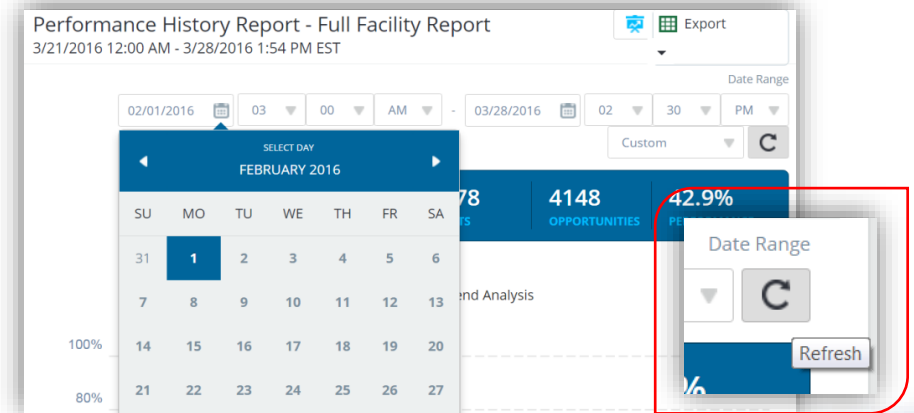 Performance History Report - Full Facility Report
Export
3/21/2016 12:00 AM - 3/28/2016 1:54 PM EST
Date Range
02/01/2016 03 00 AM - 03/28/2016 02 30 PM
Custom
SELECT DAY
FEBRUARY 2016
SU MO TU WE TH FR SA
31 1 2 3 4 5 6
7 8 9 10 11 12 13
14 15 16 17 18 19 20
21 22 23 24 25 26 27
78 4148 42.9%
TS OPPORTUNITIES
end Analysis
100%
80%
Date Range
Refresh
%